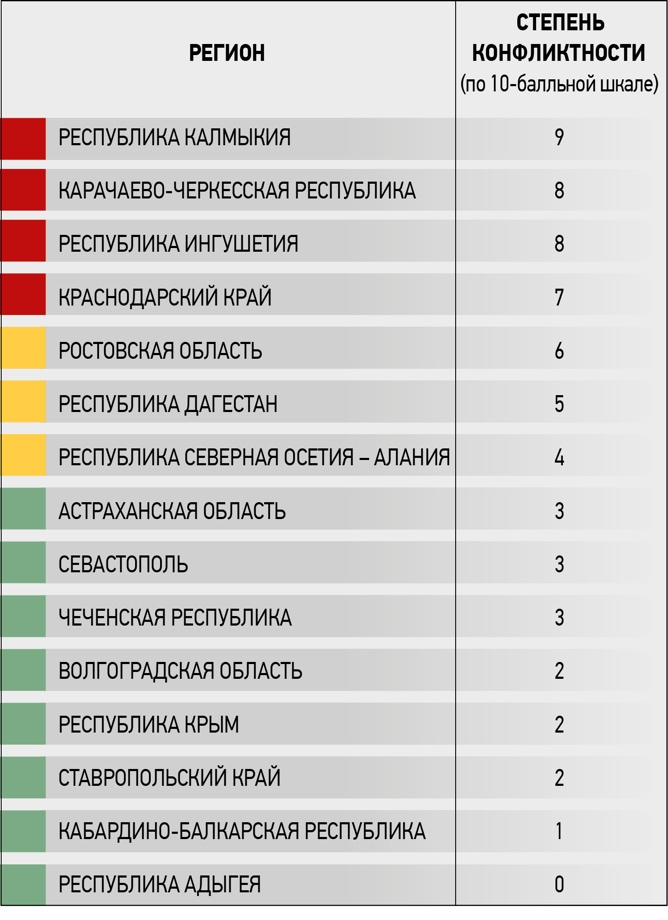 РЕГИОН
СТЕПЕНЬ
КОНФЛИКТНОСТИ
(по 10-балльной шкале)
РЕСПУБЛИКА КАЛМЫКИЯ 9
КАРАЧАЕВО-ЧЕРКЕССКАЯ РЕСПУБЛИКА 8
РЕСПУБЛИКА ИНГУШЕТИЯ 8
КРАСНОДАРСКИЙ КРАЙ 7
РОСТОВСКАЯ ОБЛАСТЬ 6
РЕСПУБЛИКА ДАГЕСТАН 5
РЕСПУБЛИКА СЕВЕРНАЯ ОСЕТИЯ – АЛАНИЯ 4
АСТРАХАНСКАЯ ОБЛАСТЬ 3
СЕВАСТОПОЛЬ 3
ЧЕЧЕНСКАЯ РЕСПУБЛИКА 3
ВОЛГОГРАДСКАЯ ОБЛАСТЬ 2
РЕСПУБЛИКА КРЫМ 2
СТАВРОПОЛЬСКИЙ КРАЙ 2
КАБАРДИНО-БАЛКАРСКАЯ РЕСПУБЛИКА 1
РЕСПУБЛИКА АДЫГЕЯ 0